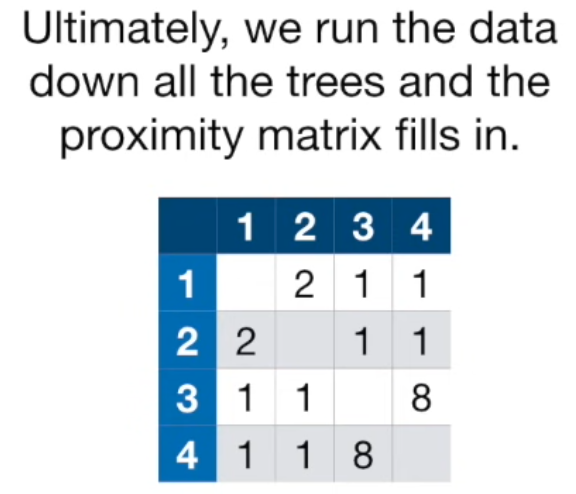 Ultimately, we run the data
down all the trees and the
proximity matrix fills in.
1 2 3 4
1 2 1 1
2 2 1 1
3 1 1 8
4 1 1 8